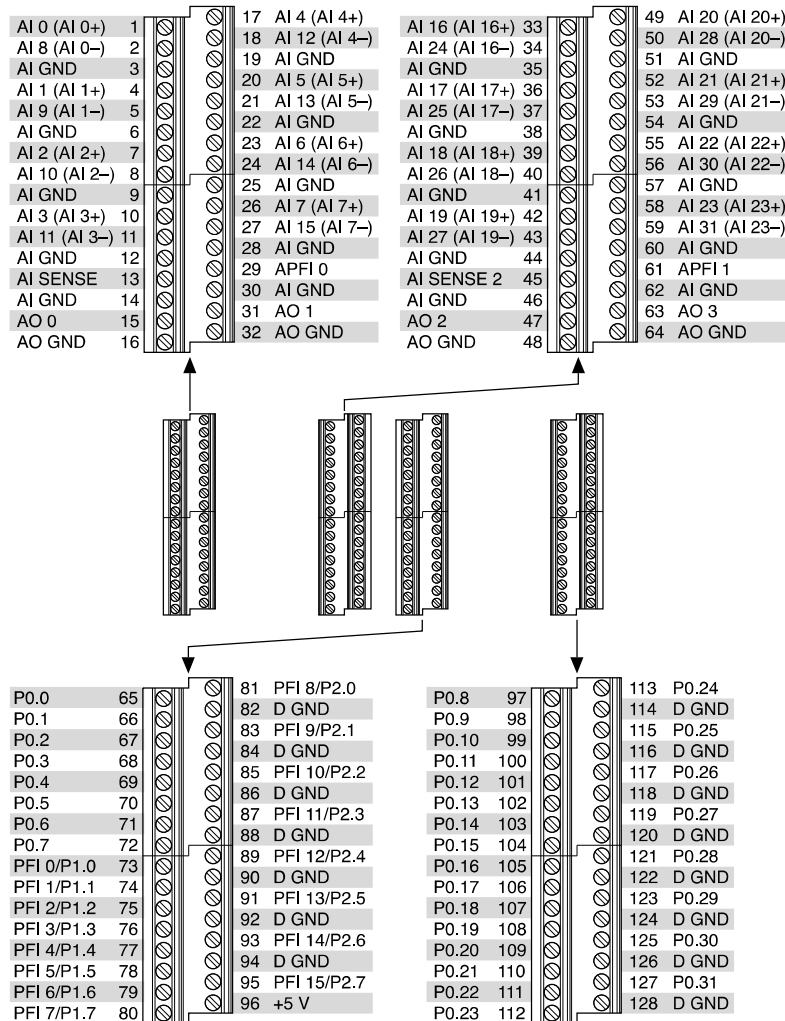 AI 0 (AI 0+) 1
AI 8 (AI 0–) 2
AI GND 3
AI 1 (AI 1+) 4
AI 9 (AI 1–) 5
AI GND 6
AI 2 (AI 2+) 7
AI 10 (AI 2–) 8
AI GND 9
AI 3 (AI 3+) 10
AI 11 (AI 3–) 11
AI GND 12
AI SENSE 13
AI GND 14
AO 0 15
AO GND 16
17 AI 4 (AI 4+)
18 AI 12 (AI 4–)
19 AI GND
20 AI 5 (AI 5+)
21 AI 13 (AI 5–)
22 AI GND
23 AI 6 (AI 6+)
24 AI 14 (AI 6–)
25 AI GND
26 AI 7 (AI 7+)
27 AI 15 (AI 7–)
28 AI GND
29 APFI 0
30 AI GND
31 AO 1
32 AO GND
AI 16 (AI 16+) 33
AI 24 (AI 16–) 34
AI GND 35
AI 17 (AI 17+) 36
AI 25 (AI 17–) 37
AI GND 38
AI 18 (AI 18+) 39
AI 26 (AI 18–) 40
AI GND 41
AI 19 (AI 19+) 42
AI 27 (AI 19–) 43
AI GND 44
AI SENSE 2 45
AI GND 46
AO 2 47
AO GND 48
49 AI 20 (AI 20+)
50 AI 28 (AI 20–)
51 AI GND
52 AI 21 (AI 21+)
53 AI 29 (AI 21–)
54 AI GND
55 AI 22 (AI 22+)
56 AI 30 (AI 22–)
57 AI GND
58 AI 23 (AI 23+)
59 AI 31 (AI 23–)
60 AI GND
61 APFI 1
62 AI GND
63 AO 3
64 AO GND
P0.0 65
P0.1 66
P0.2 67
P0.3 68
P0.4 69
P0.5 70
P0.6 71
P0.7 72
PFI 0/P1.0 73
PFI 1/P1.1 74
PFI 2/P1.2 75
PFI 3/P1.3 76
PFI 4/P1.4 77
PFI 5/P1.5 78
PFI 6/P1.6 79
PFI 7/P1.7 80
81 PFI 8/P2.0
82 D GND
83 PFI 9/P2.1
84 D GND
85 PFI 10/P2.2
86 D GND
87 PFI 11/P2.3
88 D GND
89 PFI 12/P2.4
90 D GND
91 PFI 13/P2.5
92 D GND
93 PFI 14/P2.6
94 D GND
95 PFI 15/P2.7
96 +5 V
P0.8 97
P0.9 98
P0.10 99
P0.11 100
P0.12 101
P0.13 102
P0.14 103
P0.15 104
P0.16 105
P0.17 106
P0.18 107
P0.19 108
P0.20 109
P0.21 110
P0.22 111
P0.23 112
113 P0.24
114 D GND
115 P0.25
116 D GND
117 P0.26
118 D GND
119 P0.27
120 D GND
121 P0.28
122 D GND
123 P0.29
124 D GND
125 P0.30
126 D GND
127 P0.31
128 D GND